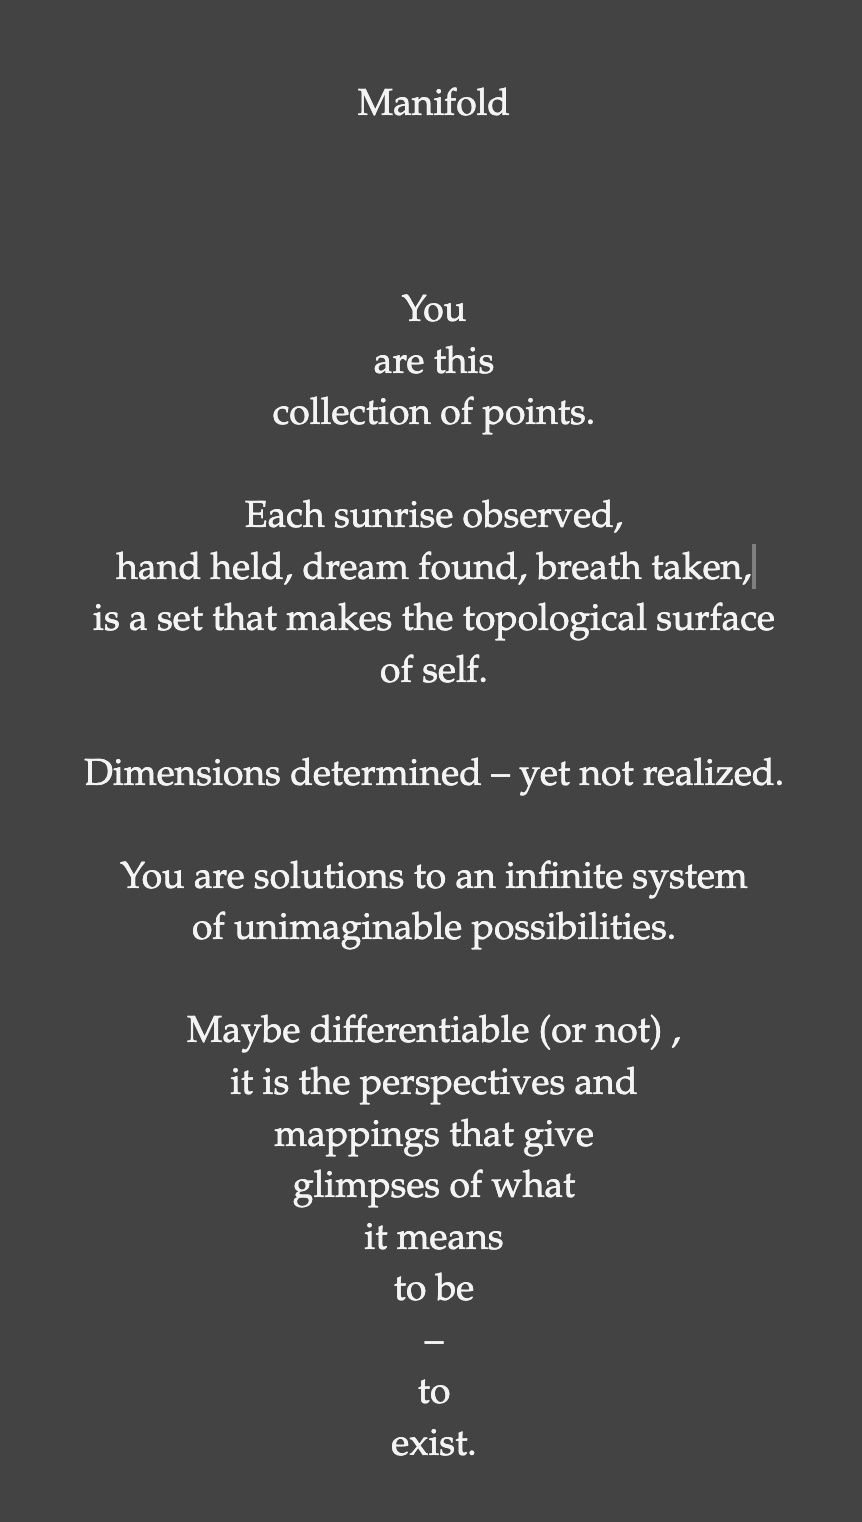 Manifold
You
are this
collection of points.
Each sunrise observed,
hand held, dream found, breath taken,
is a set that makes the topological surface
of self.
Dimensions determined – yet not realized.
You are solutions to an infinite system
of unimaginable possibilities.
Maybe differentiable (or not) ,
it is the perspectives and
mappings that give
glimpses of what
it means
to be
–
to
exist.